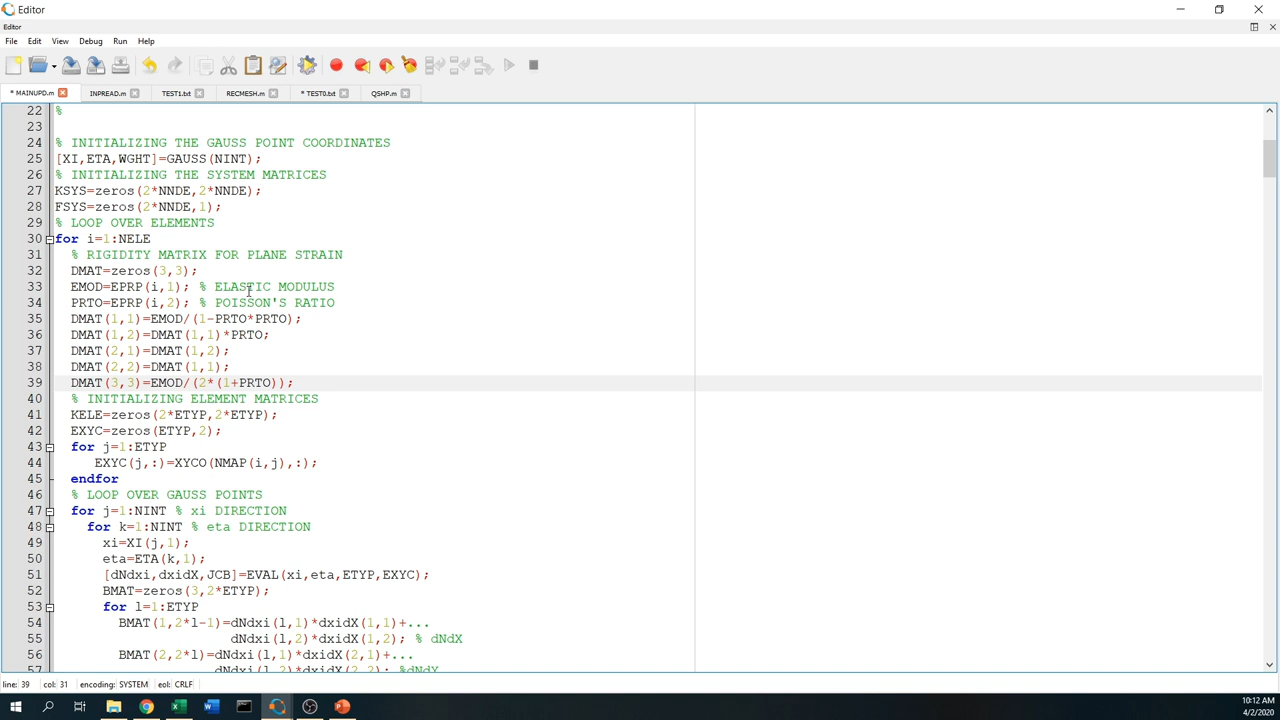 Editor
Editor
File Edit View Debug Run Help
* MAINUPD.m INPREAD.m TEST1.txt RECMESH.m * TEST0.txt QSHP.m
22 %
23
24 % INITIALIZING THE GAUSS POINT COORDINATES
25 [XI,ETA,WGHT]=GAUSS(NINT);
26 % INITIALIZING THE SYSTEM MATRICES
27 KSYS=zeros(2*NNDE,2*NNDE);
28 FSYS=zeros(2*NNDE,1);
29 % LOOP OVER ELEMENTS
30 for i=1:NELE
31 % RIGIDITY MATRIX FOR PLANE STRAIN
32 DMAT=zeros(3,3);
33 EMOD=EPRP(i,1); % ELASTIC MODULUS
34 PRTO=EPRP(i,2); % POISSON'S RATIO
35 DMAT(1,1)=EMOD/(1-PRTO*PRTO);
36 DMAT(1,2)=DMAT(1,1)*PRTO;
37 DMAT(2,1)=DMAT(1,2);
38 DMAT(2,2)=DMAT(1,1);
39 DMAT(3,3)=EMOD/(2*(1+PRTO));
40 % INITIALIZING ELEMENT MATRICES
41 KELE=zeros(2*ETYP,2*ETYP);
42 EXYC=zeros(ETYP,2);
43 for j=1:ETYP
44 EXYC(j,:)=XYCO(NMAP(i,j),:);
45 endfor
46 % LOOP OVER GAUSS POINTS
47 for j=1:NINT % xi DIRECTION
48 for k=1:NINT % eta DIRECTION
49 xi=XI(j,1);
50 eta=ETA(k,1);
51 [dNdxi,dxidX,JCB]=EVAL(xi,eta,ETYP,EXYC);
52 BMAT=zeros(3,2*ETYP);
53 for l=1:ETYP
54 BMAT(1,2*l-1)=dNdxi(l,1)*dxidX(1,1)+...
55 dNdxi(l,2)*dxidX(1,2); % dNdX
56 BMAT(2,2*l)=dNdxi(l,1)*dxidX(2,1)+...
57 dNdxi(l,2)*dxidX(2,2); %dNdY
line: 39 col: 31 encoding: SYSTEM eol: CRLF
10:12 AM
4/2/2020